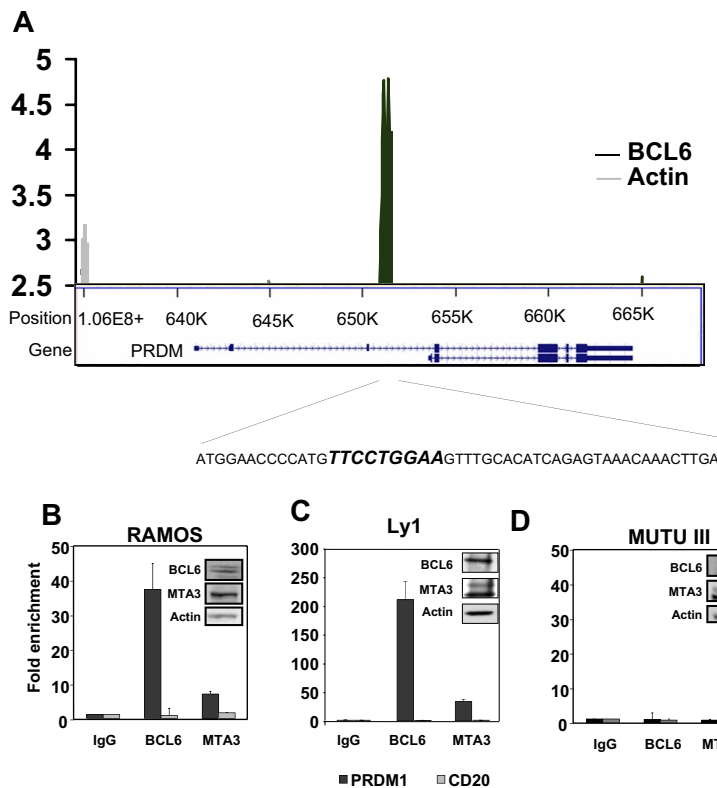 A
5
4.5
4
3.5
3
2.5
BCL6
Actin
Position 1.06E8+ 640K 645K 650K 655K 660K 665K
Gene PRDM
ATGGAACCCCATGTTCCTGGAAGTTTGCACATCAGAGTAAACAAACTTGA
B
RAMOS
Fold enrichment
50
40
30
20
10
0
BCL6
MTA3
Actin
IgG BCL6 MTA3
C
Ly1
300
250
200
150
100
50
0
BCL6
MTA3
Actin
IgG BCL6 MTA3
D
MUTU III
50
40
30
20
10
0
BCL6
MTA3
Actin
IgG BCL6
PRDM1 CD20